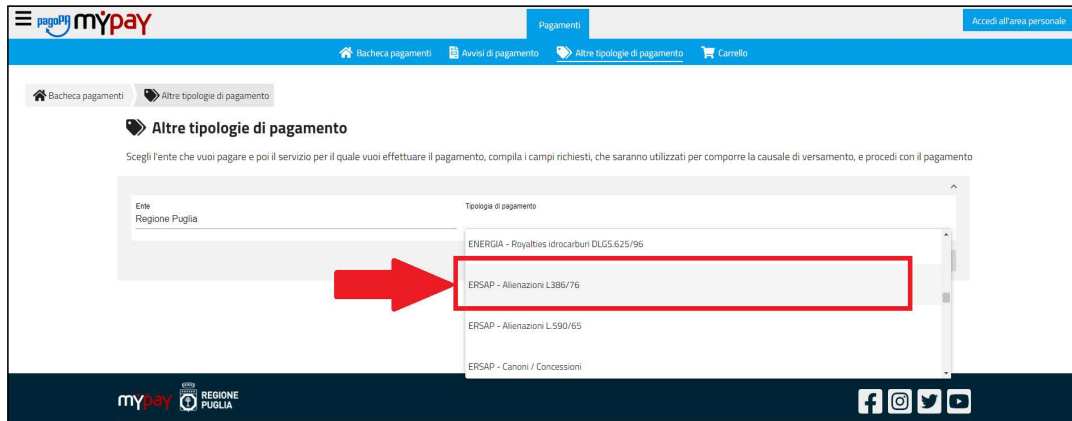 pagoPA mypay
Pagamenti
Accedi all'area personale
Bacheca pagamenti
Avvisi di pagamento
Altre tipologie di pagamento
Carrello
Bacheca pagamenti
Altre tipologie di pagamento
Altre tipologie di pagamento
Scegli l'ente che vuoi pagare e poi il servizio per il quale vuoi effettuare il pagamento, compila i campi richiesti, che saranno utilizzati per comporre la causale di versamento, e procedi con il pagamento
Ente
Regione Puglia
Tipologia di pagamento
ENERGIA - Royalties idrocarburi DLGS.625/96
ERSAP - Alienazioni L386/76
ERSAP - Alienazioni L.590/65
ERSAP - Canoni / Concessioni
mypay
REGIONE
PUGLIA